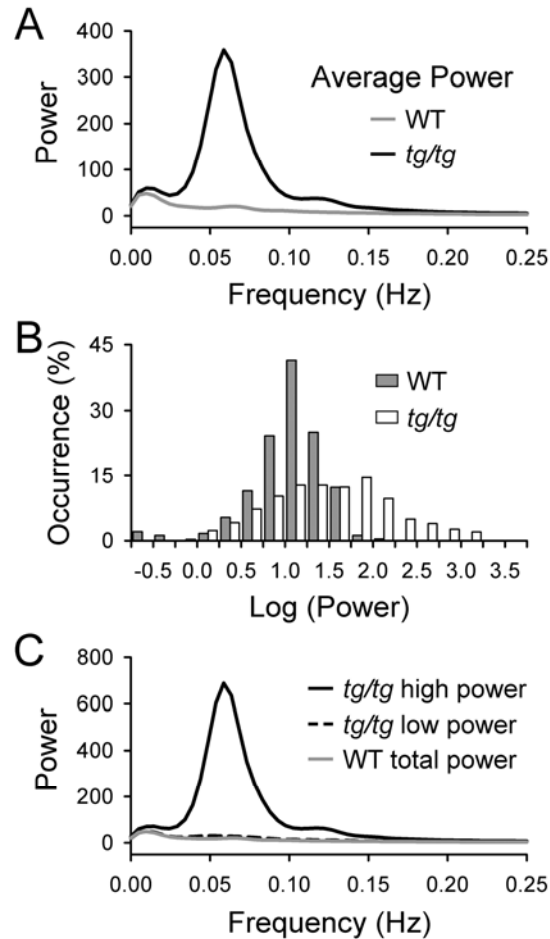 A
400
300
200
100
0
Power
Average Power
WT
tg/tg
0.00 0.05 0.10 0.15 0.20 0.25
Frequency (Hz)
B
45
30
15
0
Occurrence (%)
WT
tg/tg
-0.5 0.0 0.5 1.0 1.5 2.0 2.5 3.0 3.5
Log (Power)
C
800
600
400
200
0
Power
tg/tg high power
tg/tg low power
WT total power
0.00 0.05 0.10 0.15 0.20 0.25
Frequency (Hz)